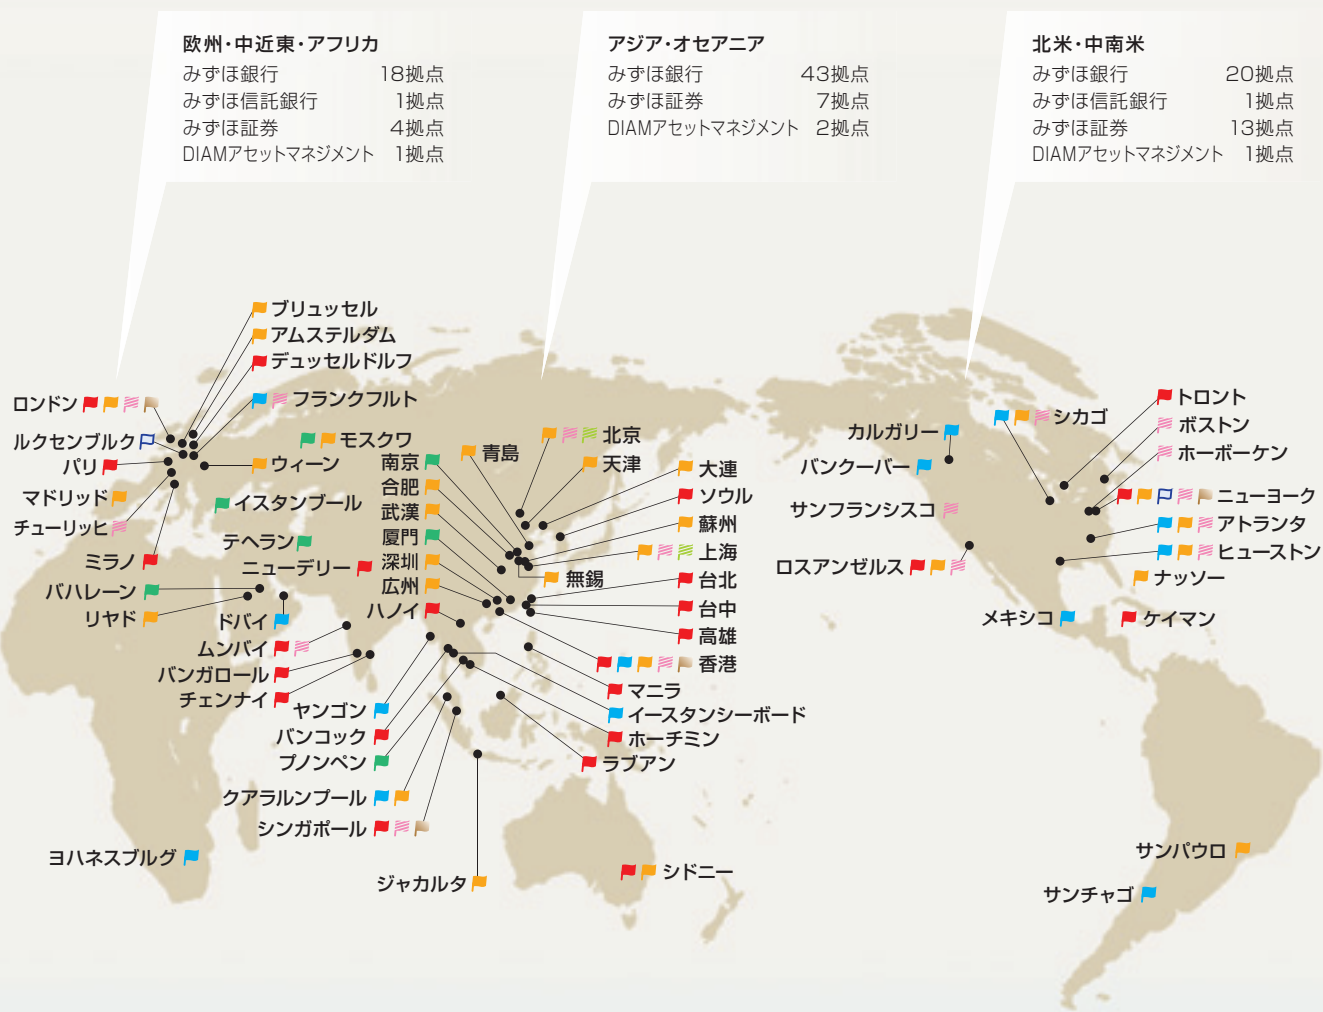 欧州・中近東・アフリカ
みずほ銀行 18拠点
みずほ信託銀行 1拠点
みずほ証券 4拠点
DIAMアセットマネジメント 1拠点
アジア・オセアニア
みずほ銀行 43拠点
みずほ証券 7拠点
DIAMアセットマネジメント 2拠点
北米・中南米
みずほ銀行 20拠点
みずほ信託銀行 1拠点
みずほ証券 13拠点
DIAMアセットマネジメント 1拠点
ブリュッセル
アムステルダム
デュッセルドルフ
フランクフルト
ロンドン
ルクセンブルク
パリ
マドリッド
チューリッヒ
ミラノ
バハレーン
リヤド
モスクワ
ウィーン
イスタンブール
テヘラン
ニューデリー
ドバイ
ムンバイ
バンガロール
チェンナイ
ヤンゴン
バンコック
プノンペン
クアラルンプール
シンガポール
ヨハネスブルグ
ジャカルタ
南京
合肥
武漢
厦門
深圳
広州
ハノイ
青島
北京
天津
大連
ソウル
蘇州
上海
無錫
台北
台中
高雄
香港
マニラ
イースタンシーボード
ホーチミン
ラブアン
シドニー
カルガリー
バンクーバー
サンフランシスコ
ロスアンゼルス
シカゴ
トロント
ボストン
ホーボーケン
ニューヨーク
アトランタ
ヒューストン
ナッソー
メキシコ
ケイマン
サンパウロ
サンチャゴ